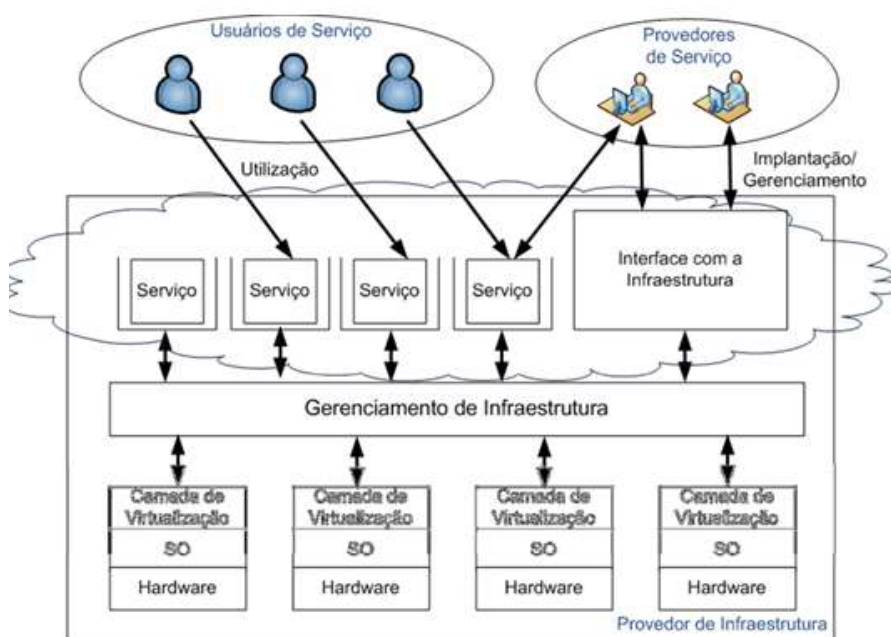 Usuários de Serviço
Provedores
de Serviço
Utilização
Implantação/
Gerenciamento
Serviço
Serviço
Serviço
Serviço
Interface com a
Infraestrutura
Gerenciamento de Infraestrutura
Camada de
Virtualização
SO
Hardware
Camada de
Virtualização
SO
Hardware
Camada de
Virtualização
SO
Hardware
Camada de
Virtualização
SO
Hardware
Provedor de Infraestrutura